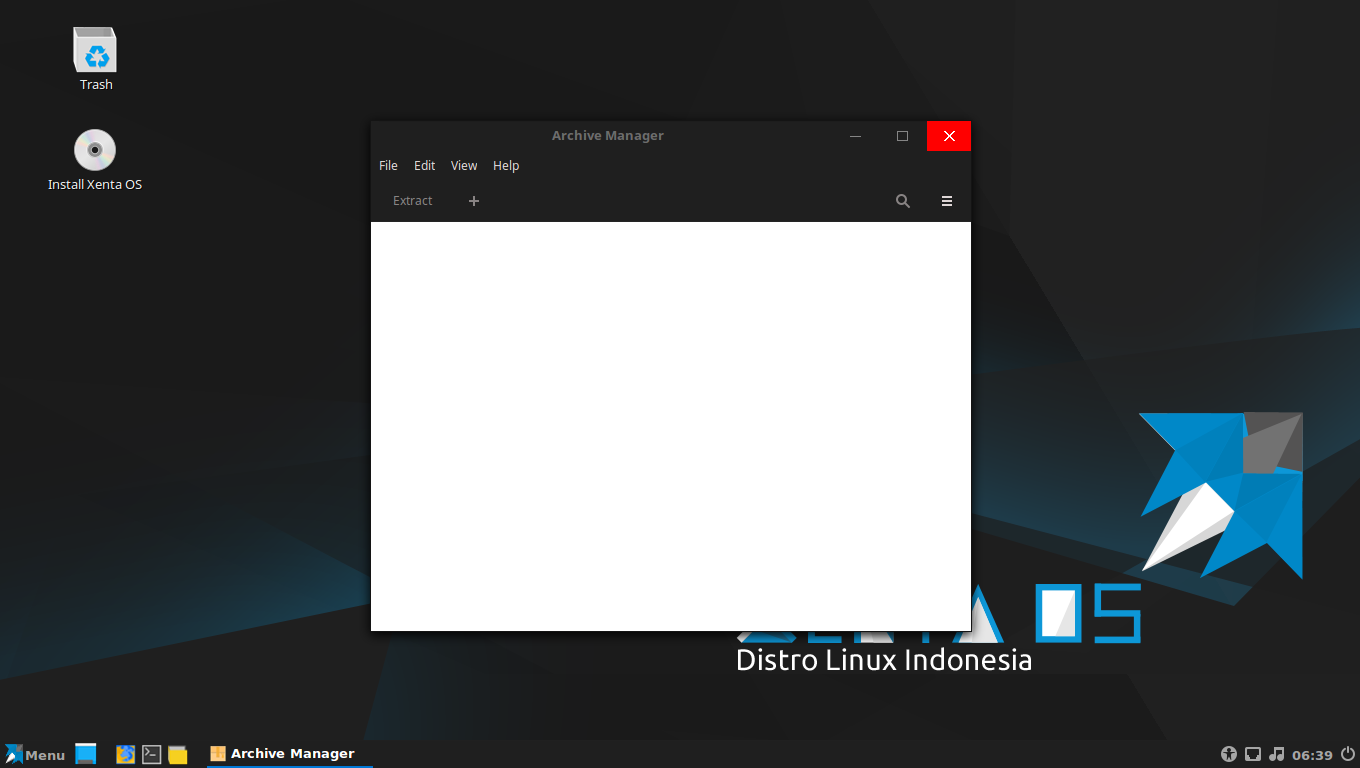 Trash
Install Xenta OS
Archive Manager
File Edit View Help
Extract
OS
Distro Linux Indonesia
Menu
Archive Manager
06:39